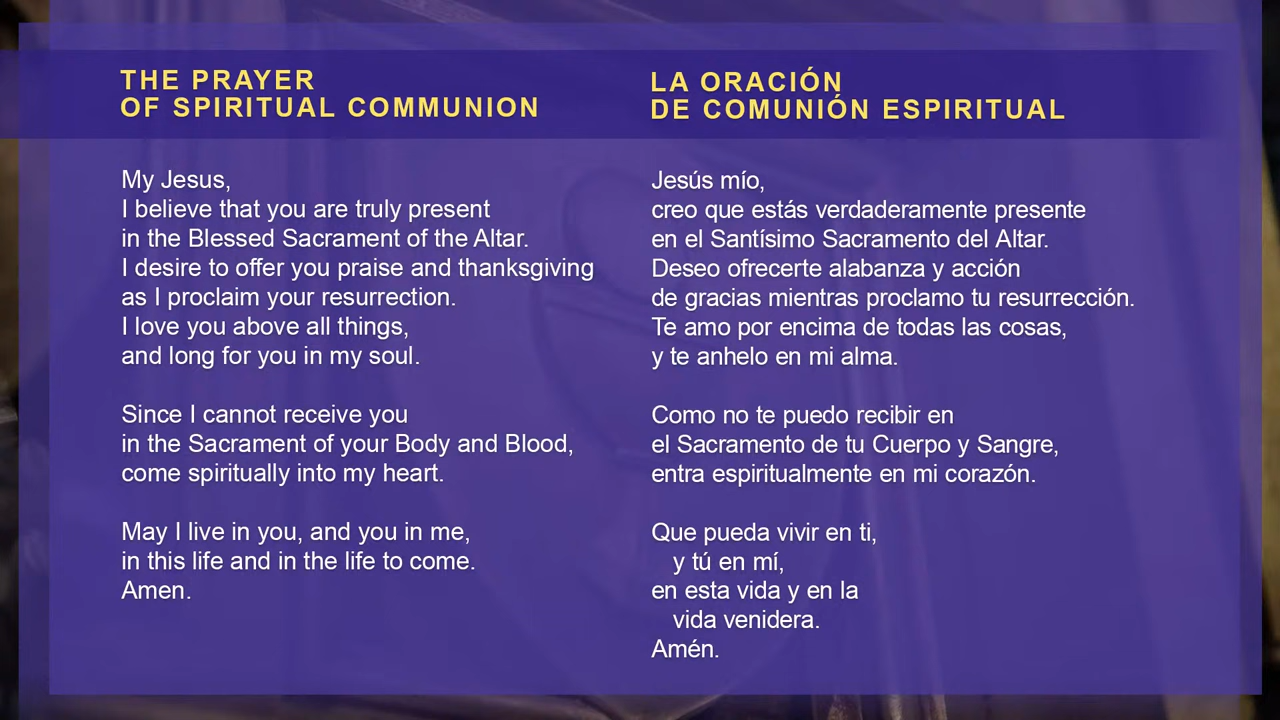 THE PRAYER
OF SPIRITUAL COMMUNION
My Jesus,
I believe that you are truly present
in the Blessed Sacrament of the Altar.
I desire to offer you praise and thanksgiving
as I proclaim your resurrection.
I love you above all things,
and long for you in my soul.
Since I cannot receive you
in the Sacrament of your Body and Blood,
come spiritually into my heart.
May I live in you, and you in me,
in this life and in the life to come.
Amen.
LA ORACIÓN
DE COMUNIÓN ESPIRITUAL
Jesús mío,
creo que estás verdaderamente presente
en el Santísimo Sacramento del Altar.
Deseo ofrecerte alabanza y acción
de gracias mientras proclamo tu resurrección.
Te amo por encima de todas las cosas,
y te anhelo en mi alma.
Como no te puedo recibir en
el Sacramento de tu Cuerpo y Sangre,
entra espiritualmente en mi corazón.
Que pueda vivir en ti,
y tú en mí,
en esta vida y en la
vida venidera.
Amén.